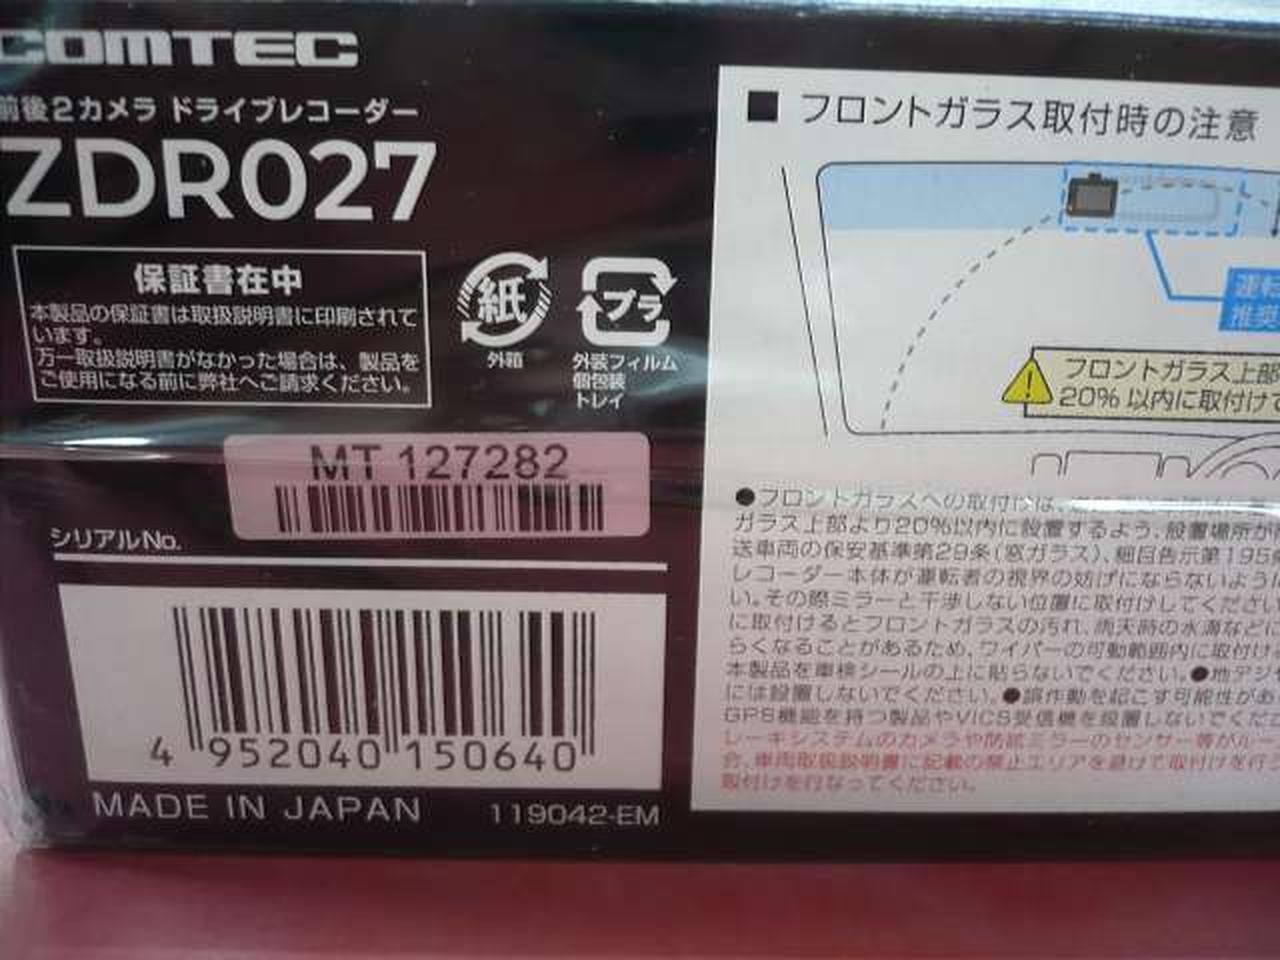 COMTEC
前後2カメラ ドライブレコーダー
ZDR027
保証書在中
本製品の保証書は取扱説明書に印刷されて
います。
万一取扱説明書がなかった場合は、製品を
ご使用になる前に弊社へご請求ください。
紙
外箱
プラ
外装フィルム
個包装
トレイ
MT 127282
シリアルNo.
4 952040 150640
MADE IN JAPAN
119042-EM
■ フロントガラス取付時の注意
運転
推奨
フロントガラス上部
20% 以内に取付けて
●フロントガラスへの取付けは、
ガラス上部より20%以内に設置するよう、設置場所が
送車両の保安基準第29条(窓ガラス)、細目告示第195
レコーダー本体が運転者の視界の妨げにならないように
い。その際ミラーと干渉しない位置に取付けしてください
に取付けるとフロントガラスの汚れ、雨天時の水滴などに
らくなることがあるため、ワイパーの可動範囲内に取付け
本製品を車検シールの上に貼らないでください。●地デジ
には設置しないでください。●誤作動を起こす可能性があ
GPS機能を持つ製品やVICS受信機を設置しないでくだ
レーキシステムのカメラや防眩ミラーのセンサー等がルー
合、車両取扱説明書に記載の禁止エリアを避けて取付けを行
取付けを行なってください。